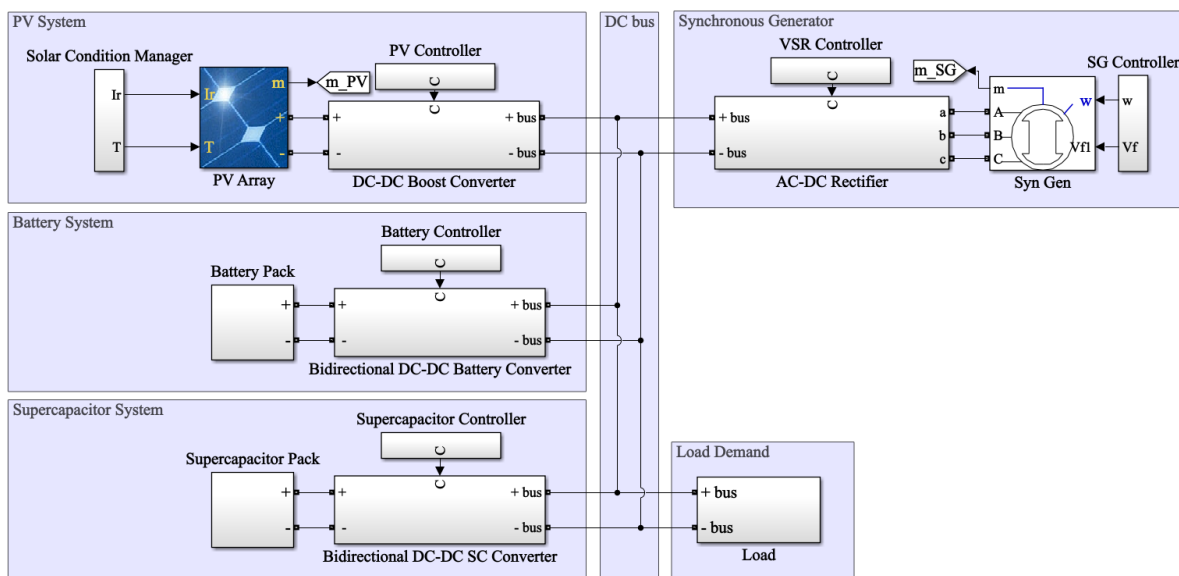 PV System
DC bus
Synchronous Generator
Solar Condition Manager
PV Controller
VSR Controller
SG Controller
Ir
T
Ir
T
m
+
-
m_PV
C
C
+
-
+ bus
- bus
PV Array
DC-DC Boost Converter
C
C
+ bus
- bus
a
b
c
AC-DC Rectifier
m_SG
m
A
B
C
w
Vf1
w
Vf
Syn Gen
Battery System
Battery Controller
C
C
Battery Pack
+
-
+
-
+ bus
- bus
Bidirectional DC-DC Battery Converter
Supercapacitor System
Supercapacitor Controller
C
C
Supercapacitor Pack
+
-
+
-
+ bus
- bus
Bidirectional DC-DC SC Converter
Load Demand
+ bus
- bus
Load